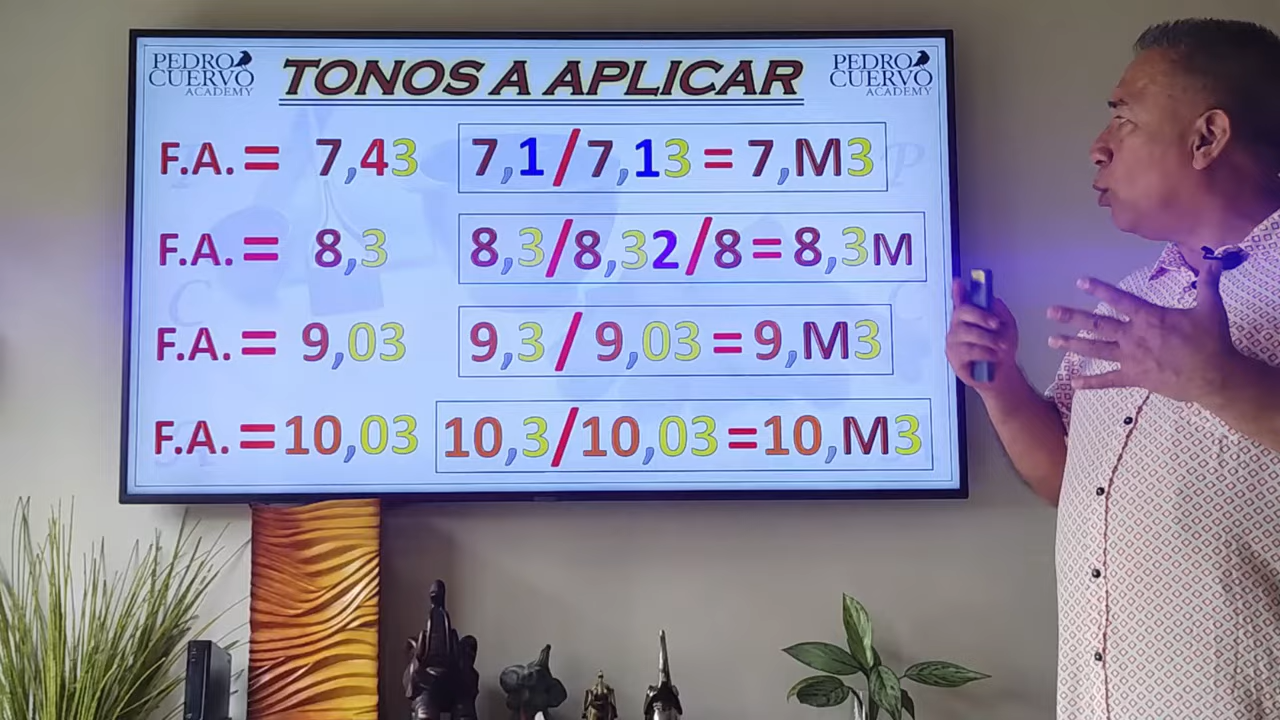 PEDRO
CUERVO
ACADEMY
TONOS A APLICAR
PEDRO
CUERVO
ACADEMY
F.A. = 7,43 7,1/7,13 = 7,M3
F.A. = 8,3 8,3/8,32/8 = 8,3M
F.A. = 9,03 9,3/9,03 = 9,M3
F.A. = 10,03 10,3/10,03 = 10,M3